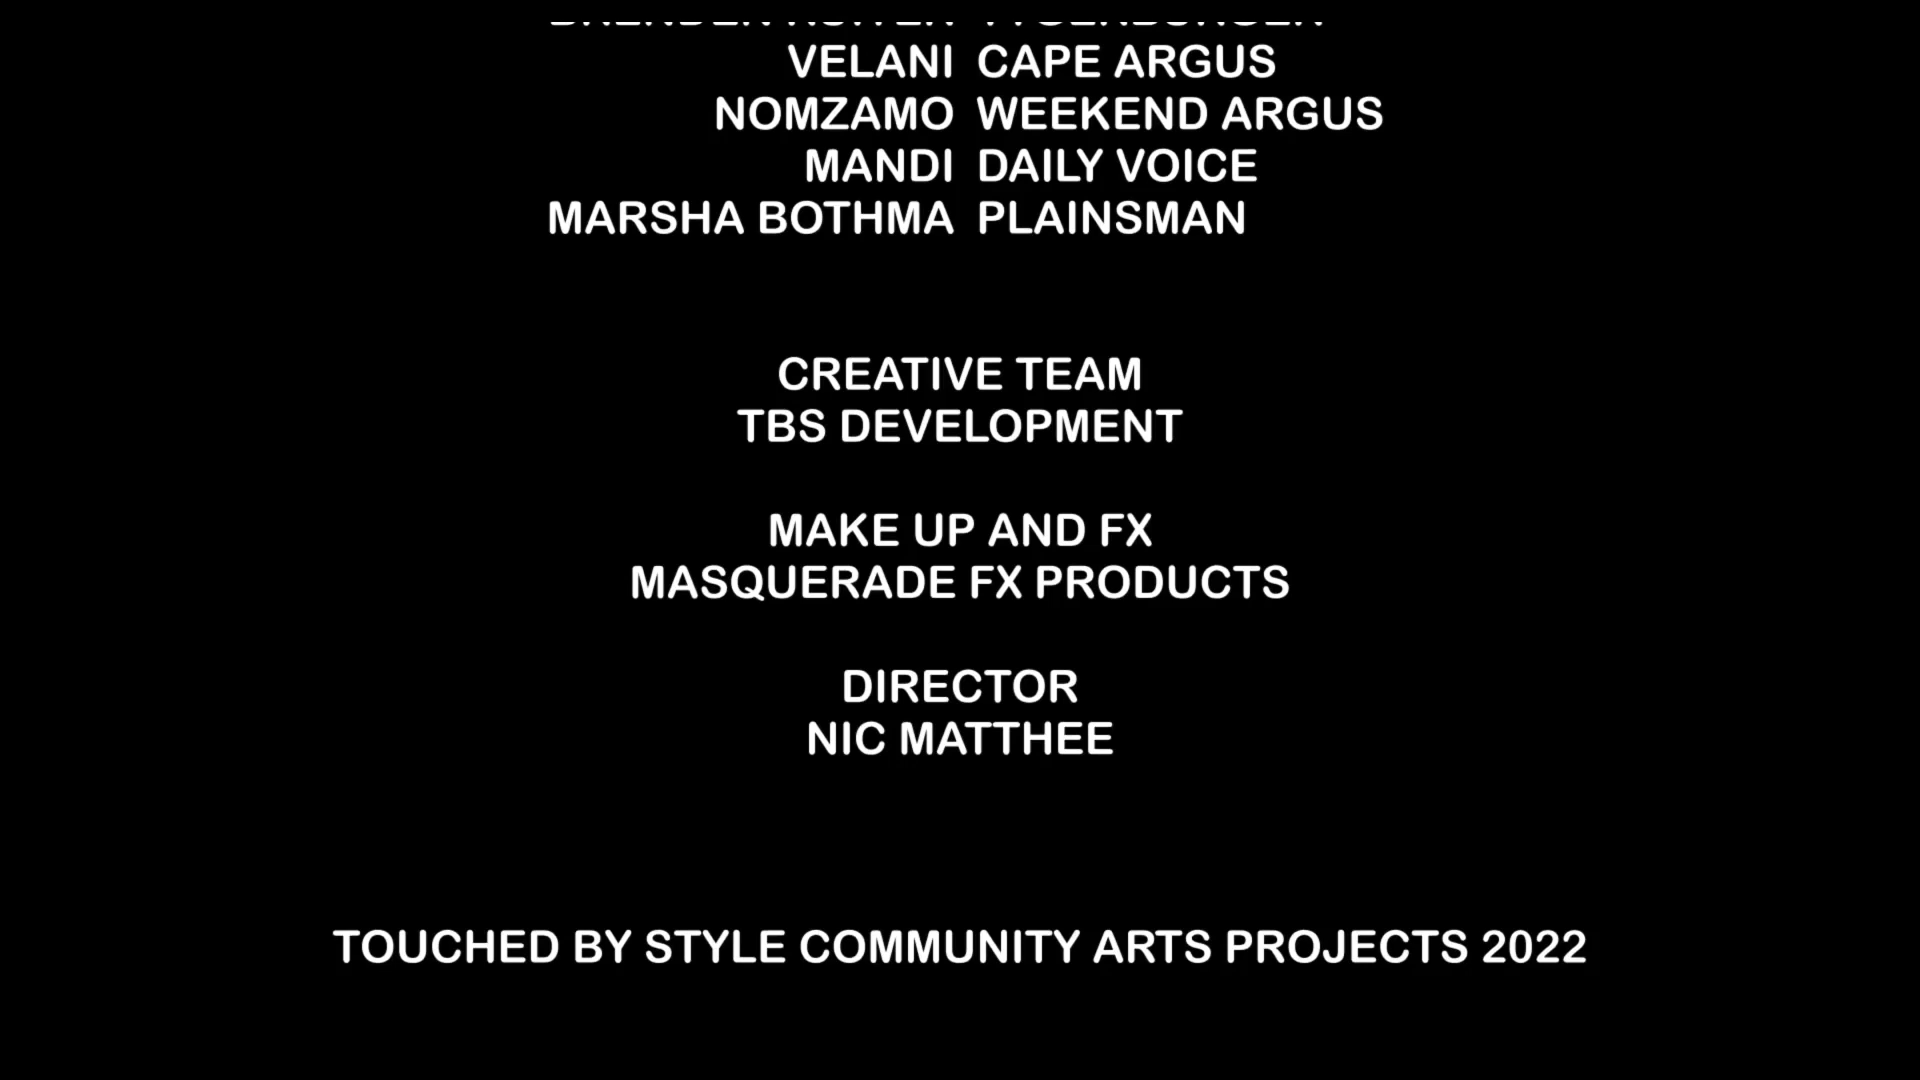 VELANI CAPE ARGUS
NOMZAMO WEEKEND ARGUS
MANDI DAILY VOICE
MARSHA BOTHMA PLAINSMAN
CREATIVE TEAM
TBS DEVELOPMENT
MAKE UP AND FX
MASQUERADE FX PRODUCTS
DIRECTOR
NIC MATTHEE
TOUCHED BY STYLE COMMUNITY ARTS PROJECTS 2022